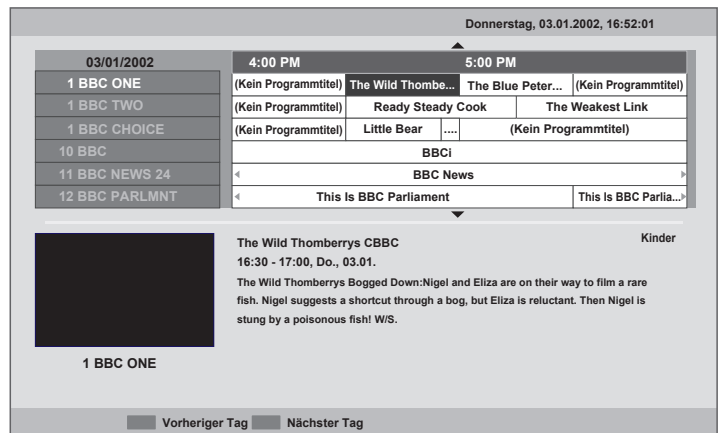 Donnerstag, 03.01.2002, 16:52:01
03/01/2002 4:00 PM 5:00 PM
1 BBC ONE (Kein Programmtitel) The Wild Thombe... The Blue Peter... (Kein Programmtitel)
1 BBC TWO (Kein Programmtitel) Ready Steady Cook The Weakest Link
1 BBC CHOICE (Kein Programmtitel) Little Bear .... (Kein Programmtitel)
10 BBC BBCi
11 BBC NEWS 24 BBC News
12 BBC PARLMNT This Is BBC Parliament This Is BBC Parlia...
The Wild Thomberrys CBBC Kinder
16:30 - 17:00, Do., 03.01.
The Wild Thomberrys Bogged Down:Nigel and Eliza are on their way to film a rare
fish. Nigel suggests a shortcut through a bog, but Eliza is reluctant. Then Nigel is
stung by a poisonous fish! W/S.
1 BBC ONE
Vorheriger Tag Nächster Tag